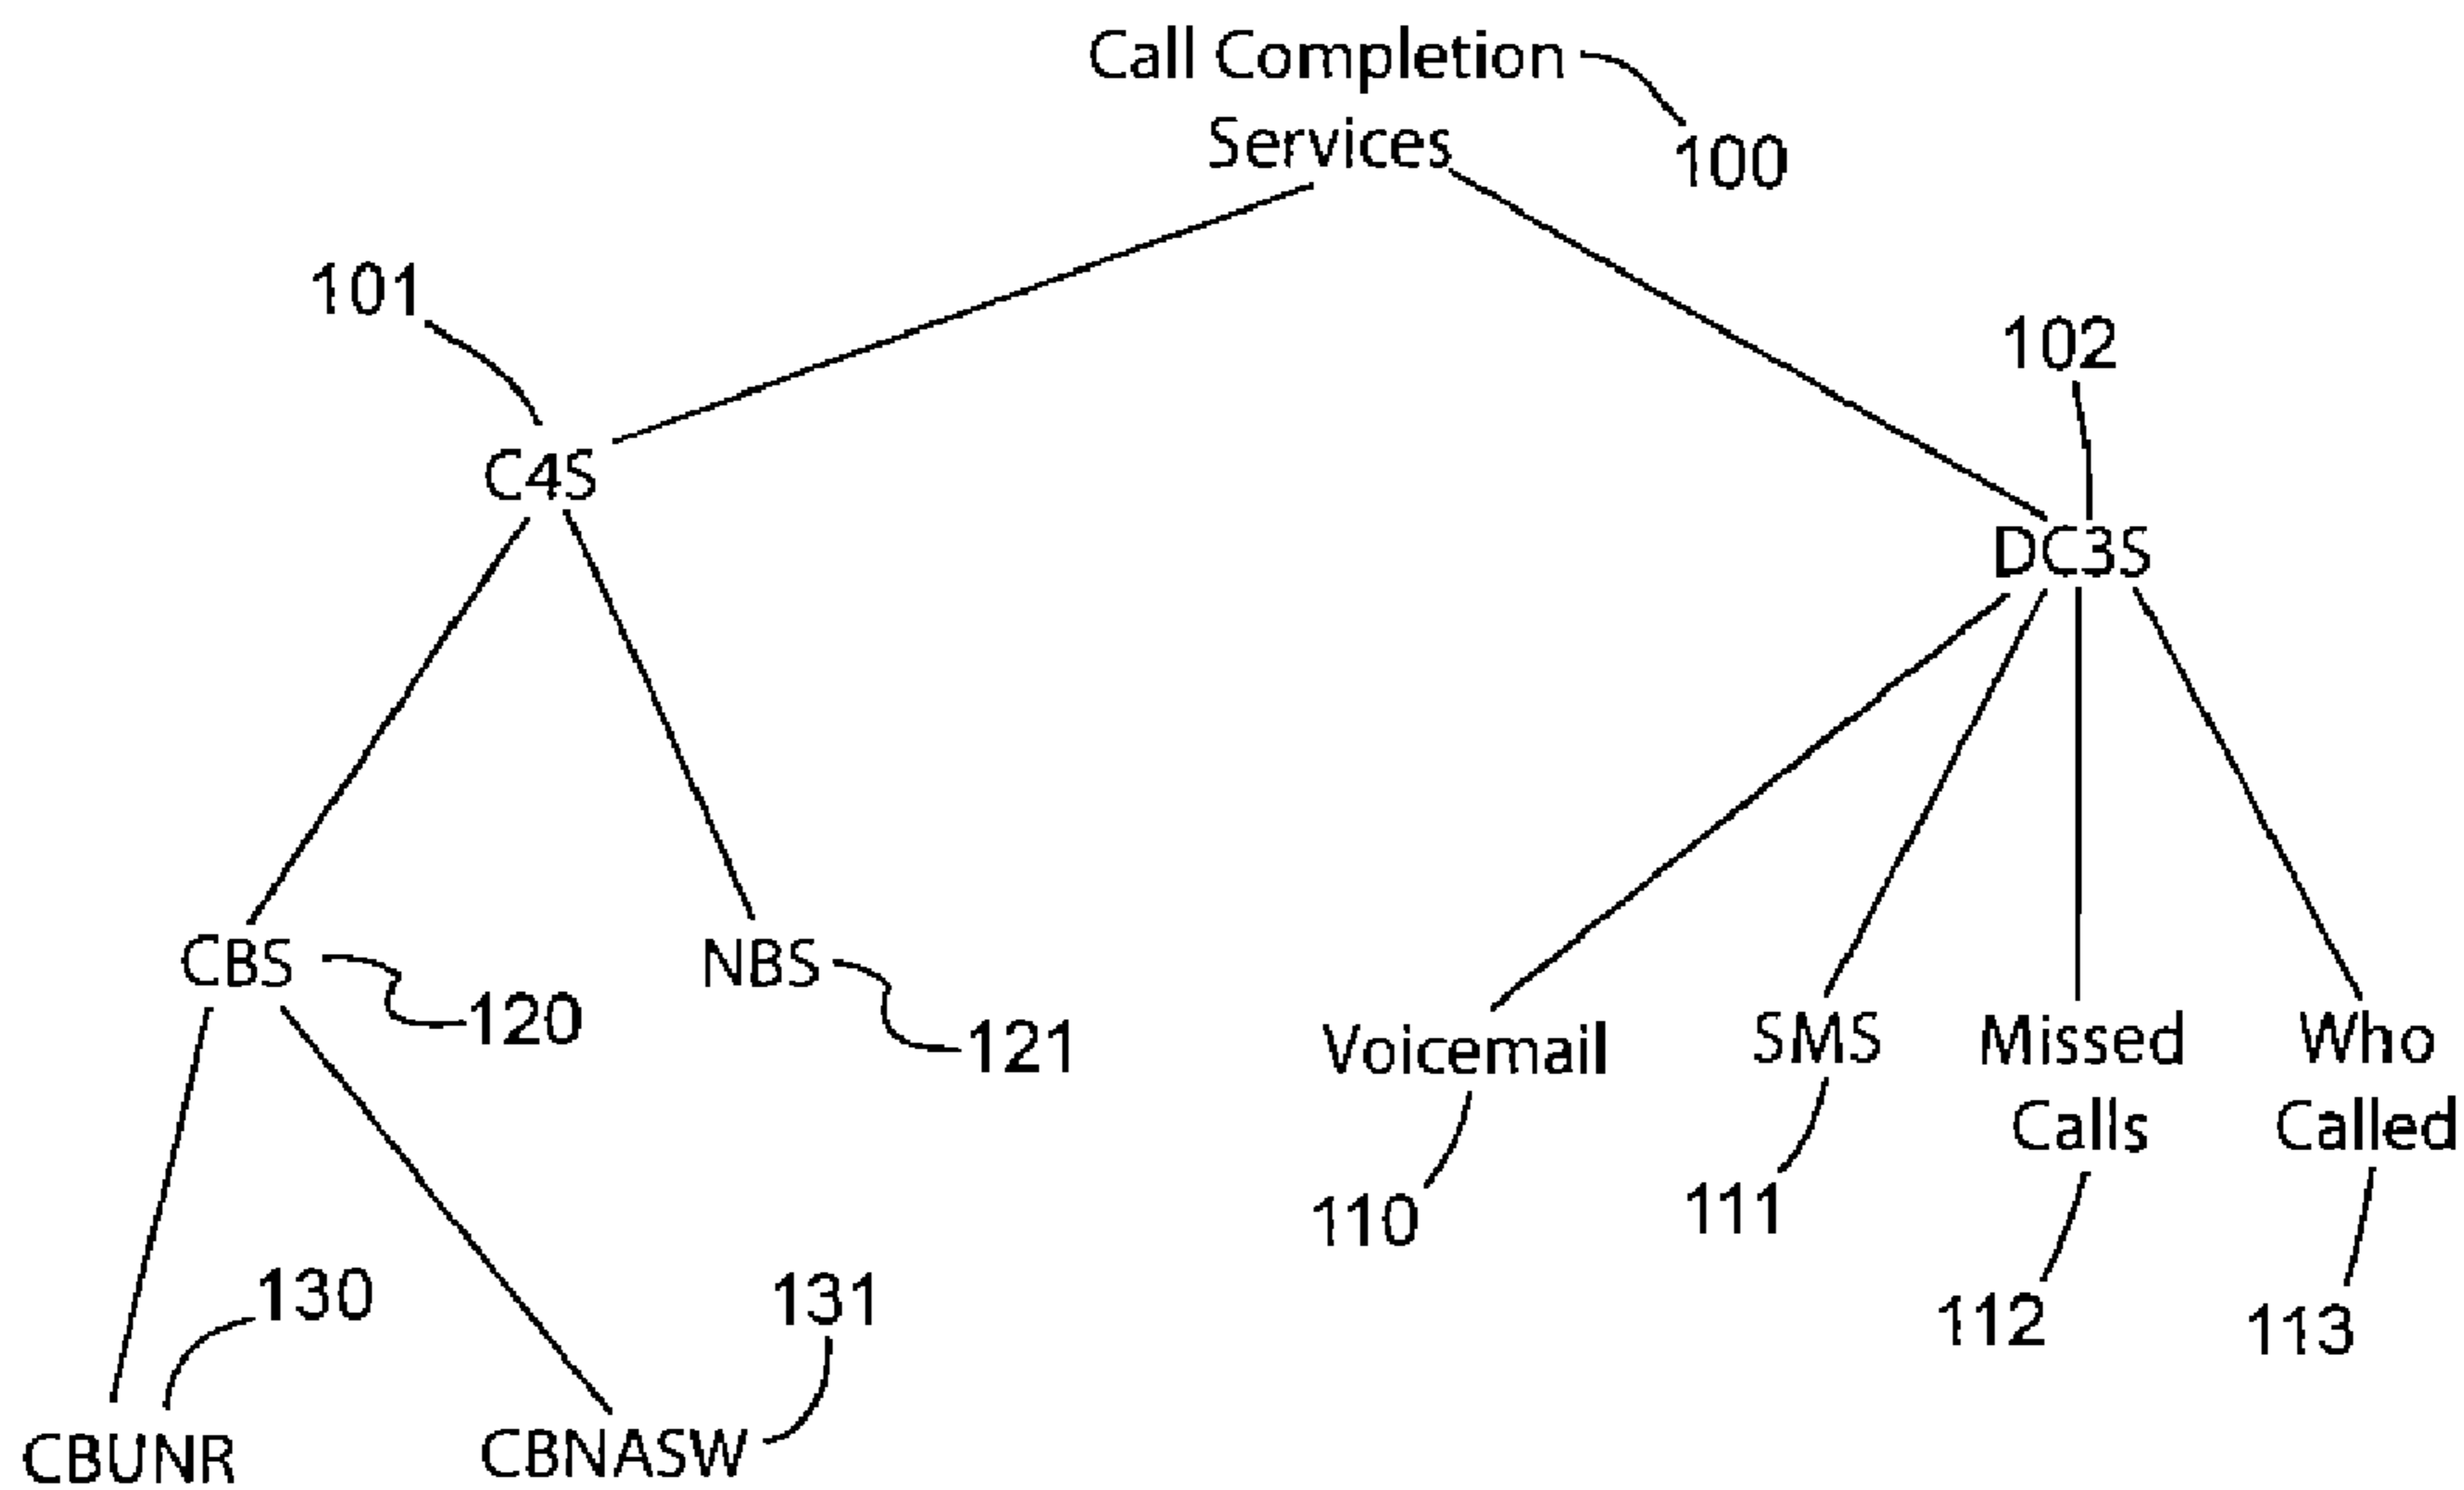 Call Completion
Services
100
101
102
C4S
DC3S
CBS
NBS
120
121
Voicemail
SMS
Missed
Calls
Who
Called
110
111
112
113
130
131
CBUNR
CBNASW